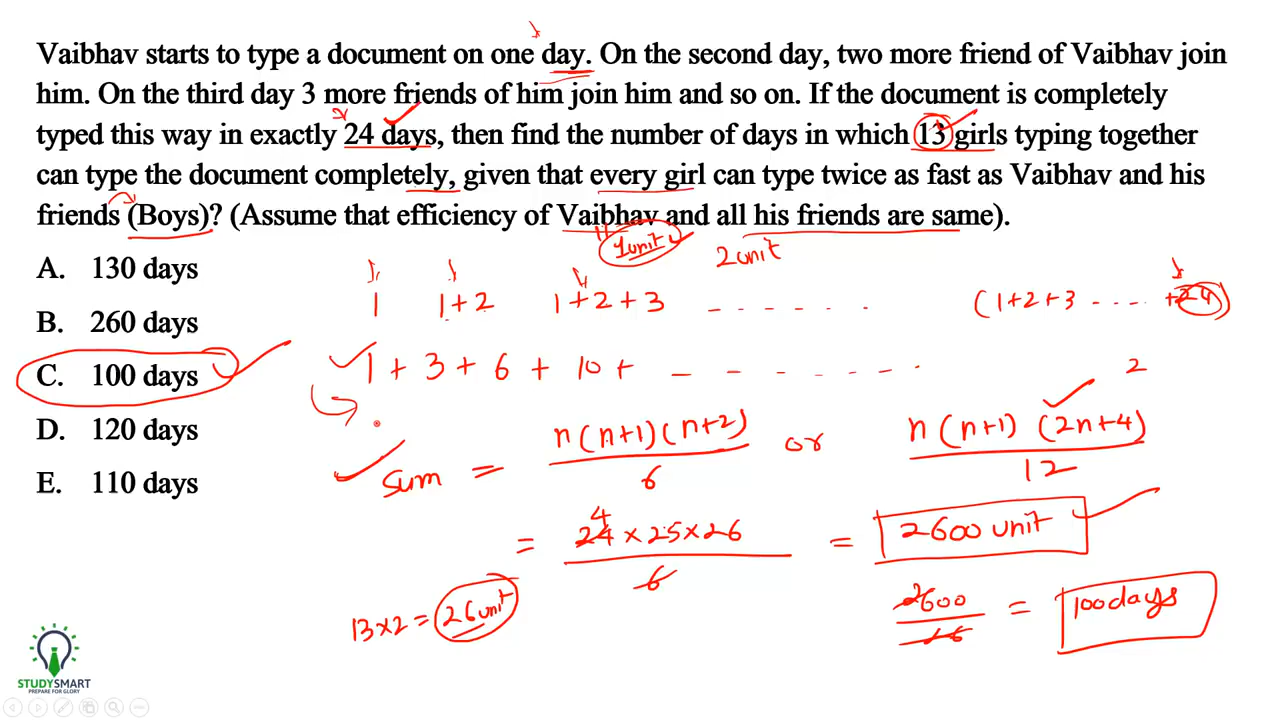 Vaibhav starts to type a document on one day. On the second day, two more friend of Vaibhav join
him. On the third day 3 more friends of him join him and so on. If the document is completely
typed this way in exactly 24 days, then find the number of days in which 13 girls typing together
can type the document completely, given that every girl can type twice as fast as Vaibhav and his
friends (Boys)? (Assume that efficiency of Vaibhav and all his friends are same).
1unit 2unit
A. 130 days
B. 260 days
C. 100 days
D. 120 days
E. 110 days
1 1+2 1+2+3 ------- (1+2+3 ..... +24)
1 + 3 + 6 + 10 + -------
2
Sum = n(n+1)(n+2)/6 or n(n+1)(2n+4)/12
4
= 24×25×26/6 = 2600 unit
13×2 = 26unit
2600/26 = 100days
STUDYSMART
PREPARE FOR GLORY